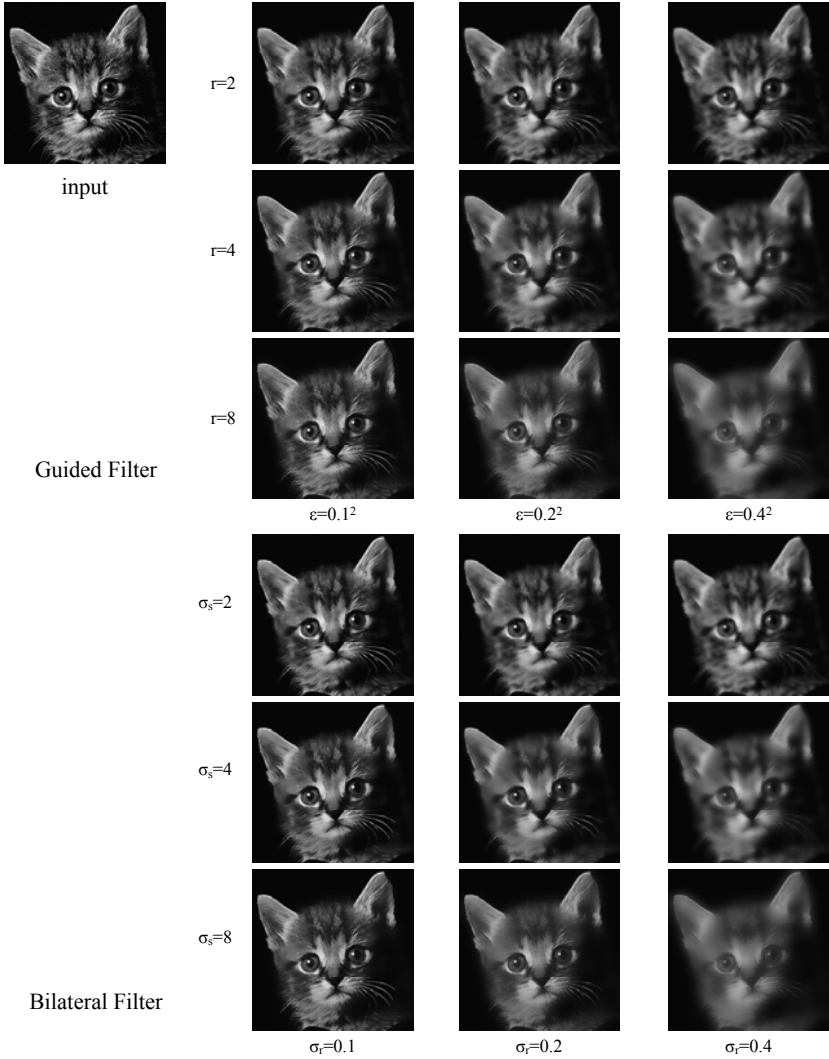 input
r=2
r=4
r=8
Guided Filter
ε=0.1²
ε=0.2²
ε=0.4²
σₛ=2
σₛ=4
σₛ=8
Bilateral Filter
σᵣ=0.1
σᵣ=0.2
σᵣ=0.4